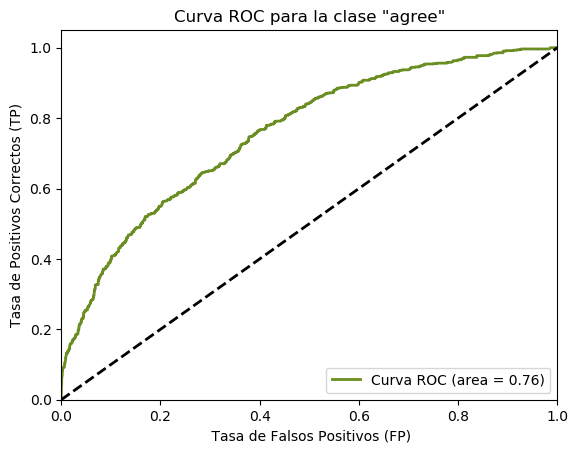 Curva ROC para la clase "agree"
1.0
0.8
0.6
0.4
0.2
0.0
Tasa de Positivos Correctos (TP)
Curva ROC (area = 0.76)
0.0 0.2 0.4 0.6 0.8 1.0
Tasa de Falsos Positivos (FP)